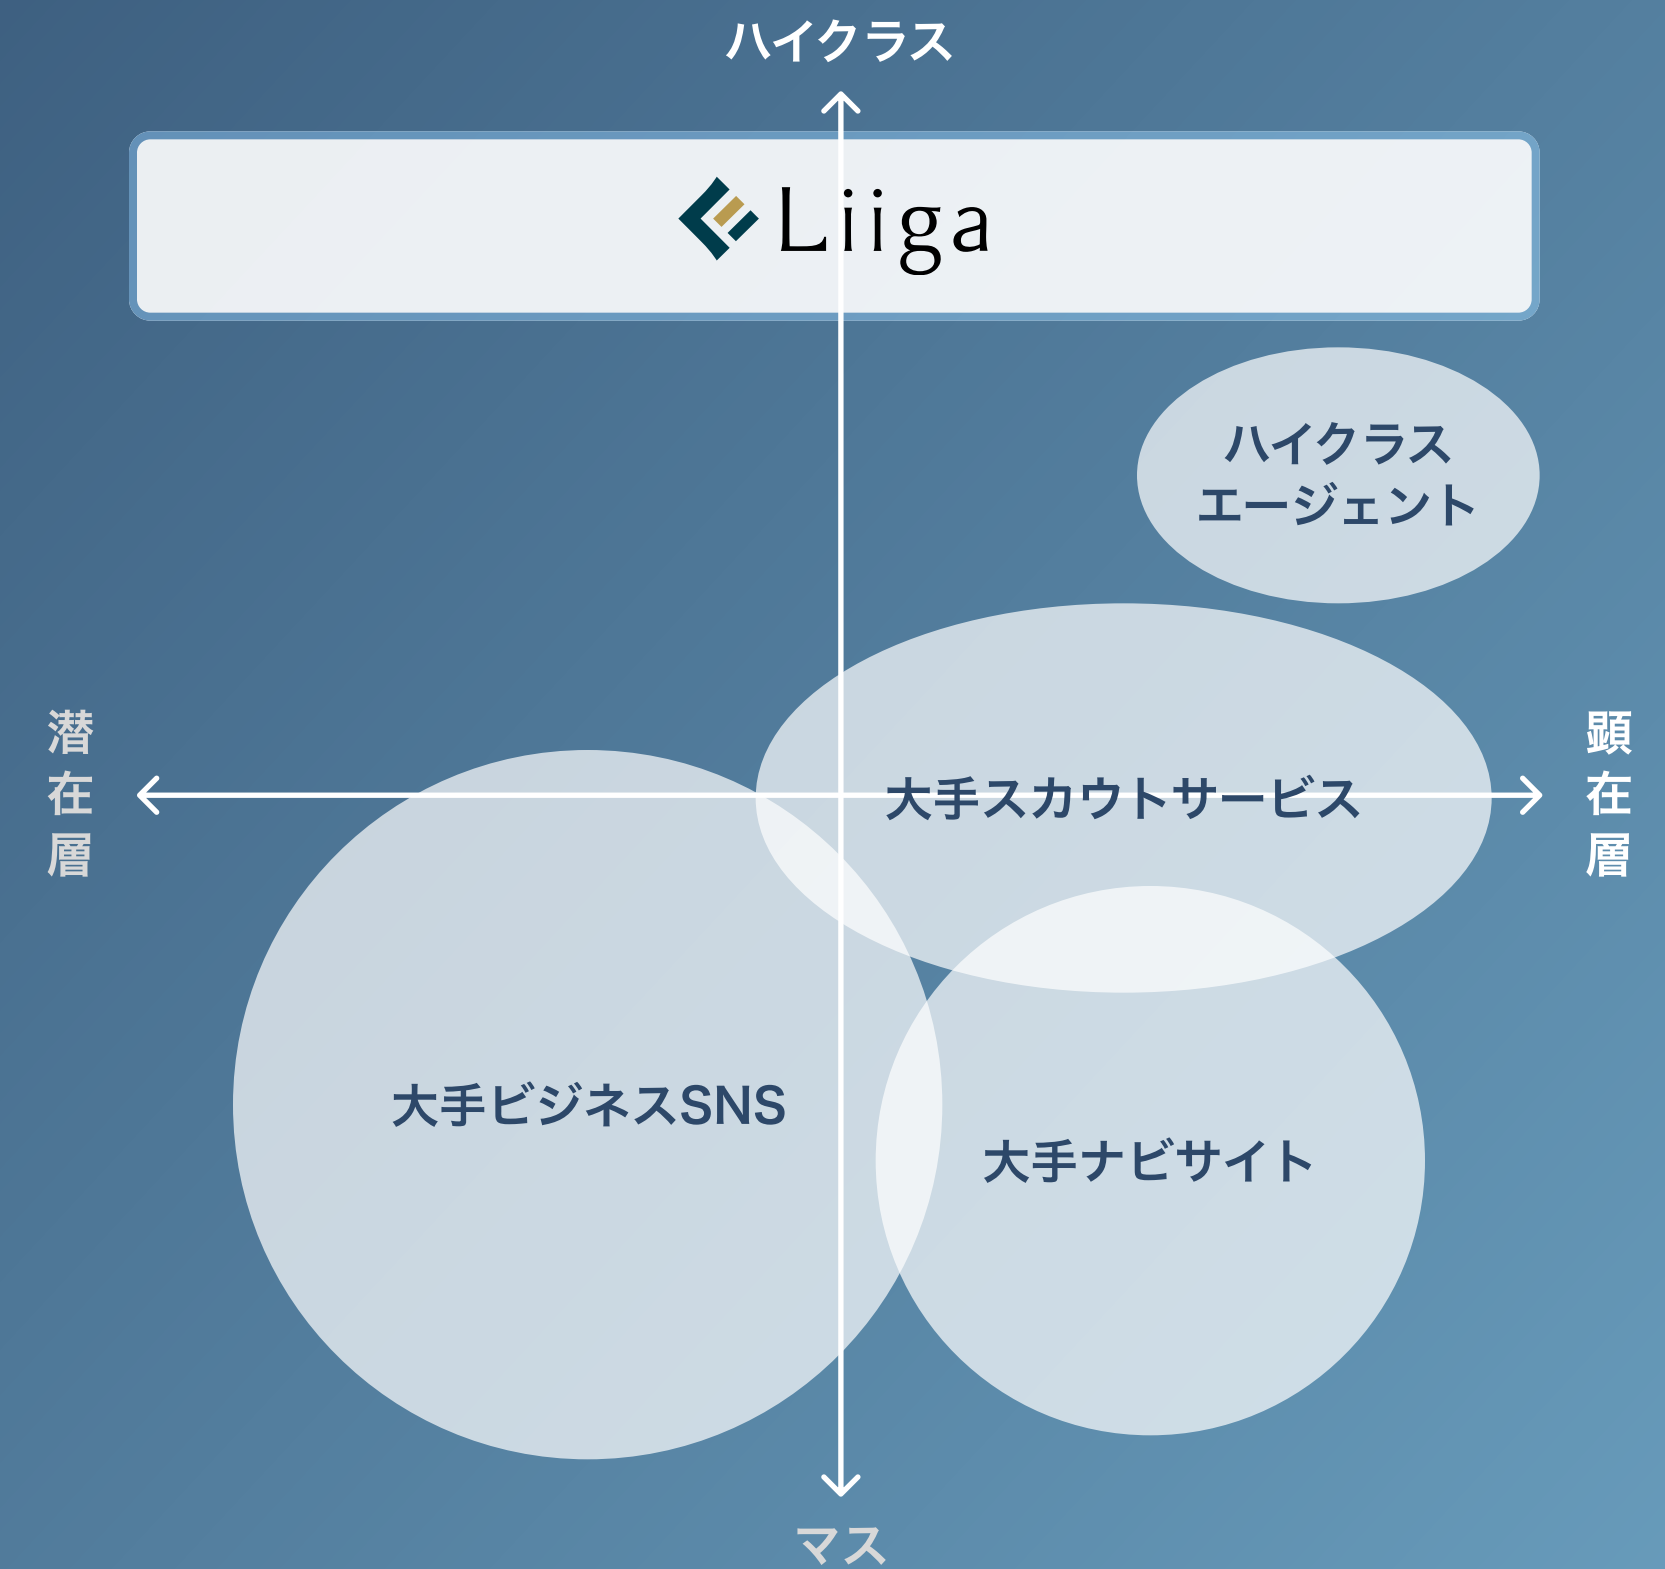 ハイクラス
Liiga
ハイクラス
エージェント
潜在層
顕在層
大手スカウトサービス
大手ビジネスSNS
大手ナビサイト
マス